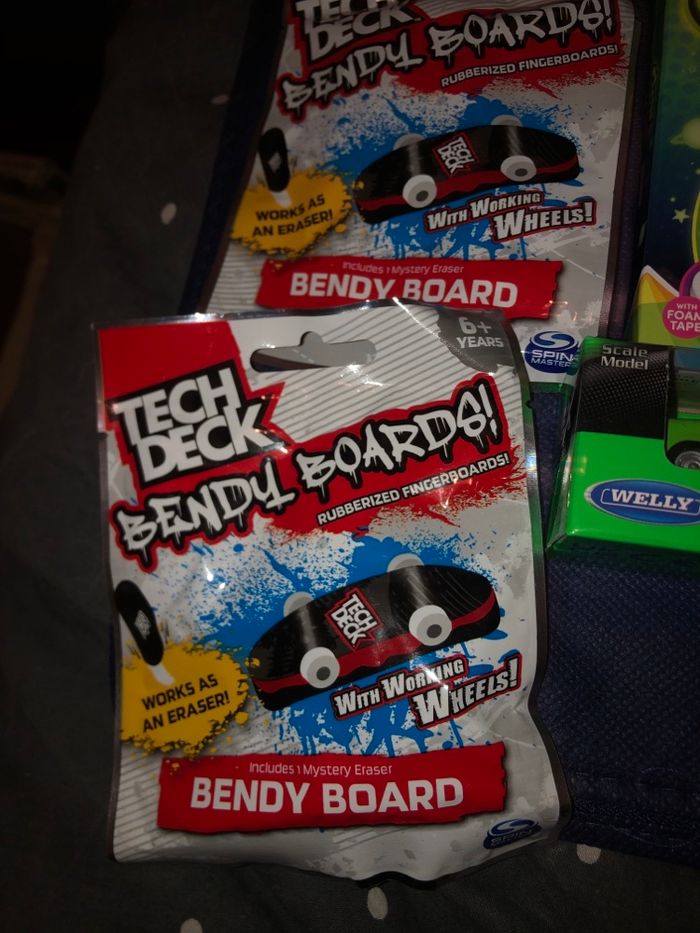 TECH
DECK
BENDY BOARDS!
RUBBERIZED FINGERBOARDS!
TECH
DECK
WORKS AS
AN ERASER!
WITH WORKING
WHEELS!
Includes 1 Mystery Eraser
BENDY BOARD
SPIN
MASTER
WITH
FOAM
TAPE
Scale
Model
WELLY
6+
YEARS
TECH
DECK
BENDY BOARDS!
RUBBERIZED FINGERBOARDS!
TECH
DECK
WORKS AS
AN ERASER!
WITH WORKING
WHEELS!
Includes 1 Mystery Eraser
BENDY BOARD
SPIN